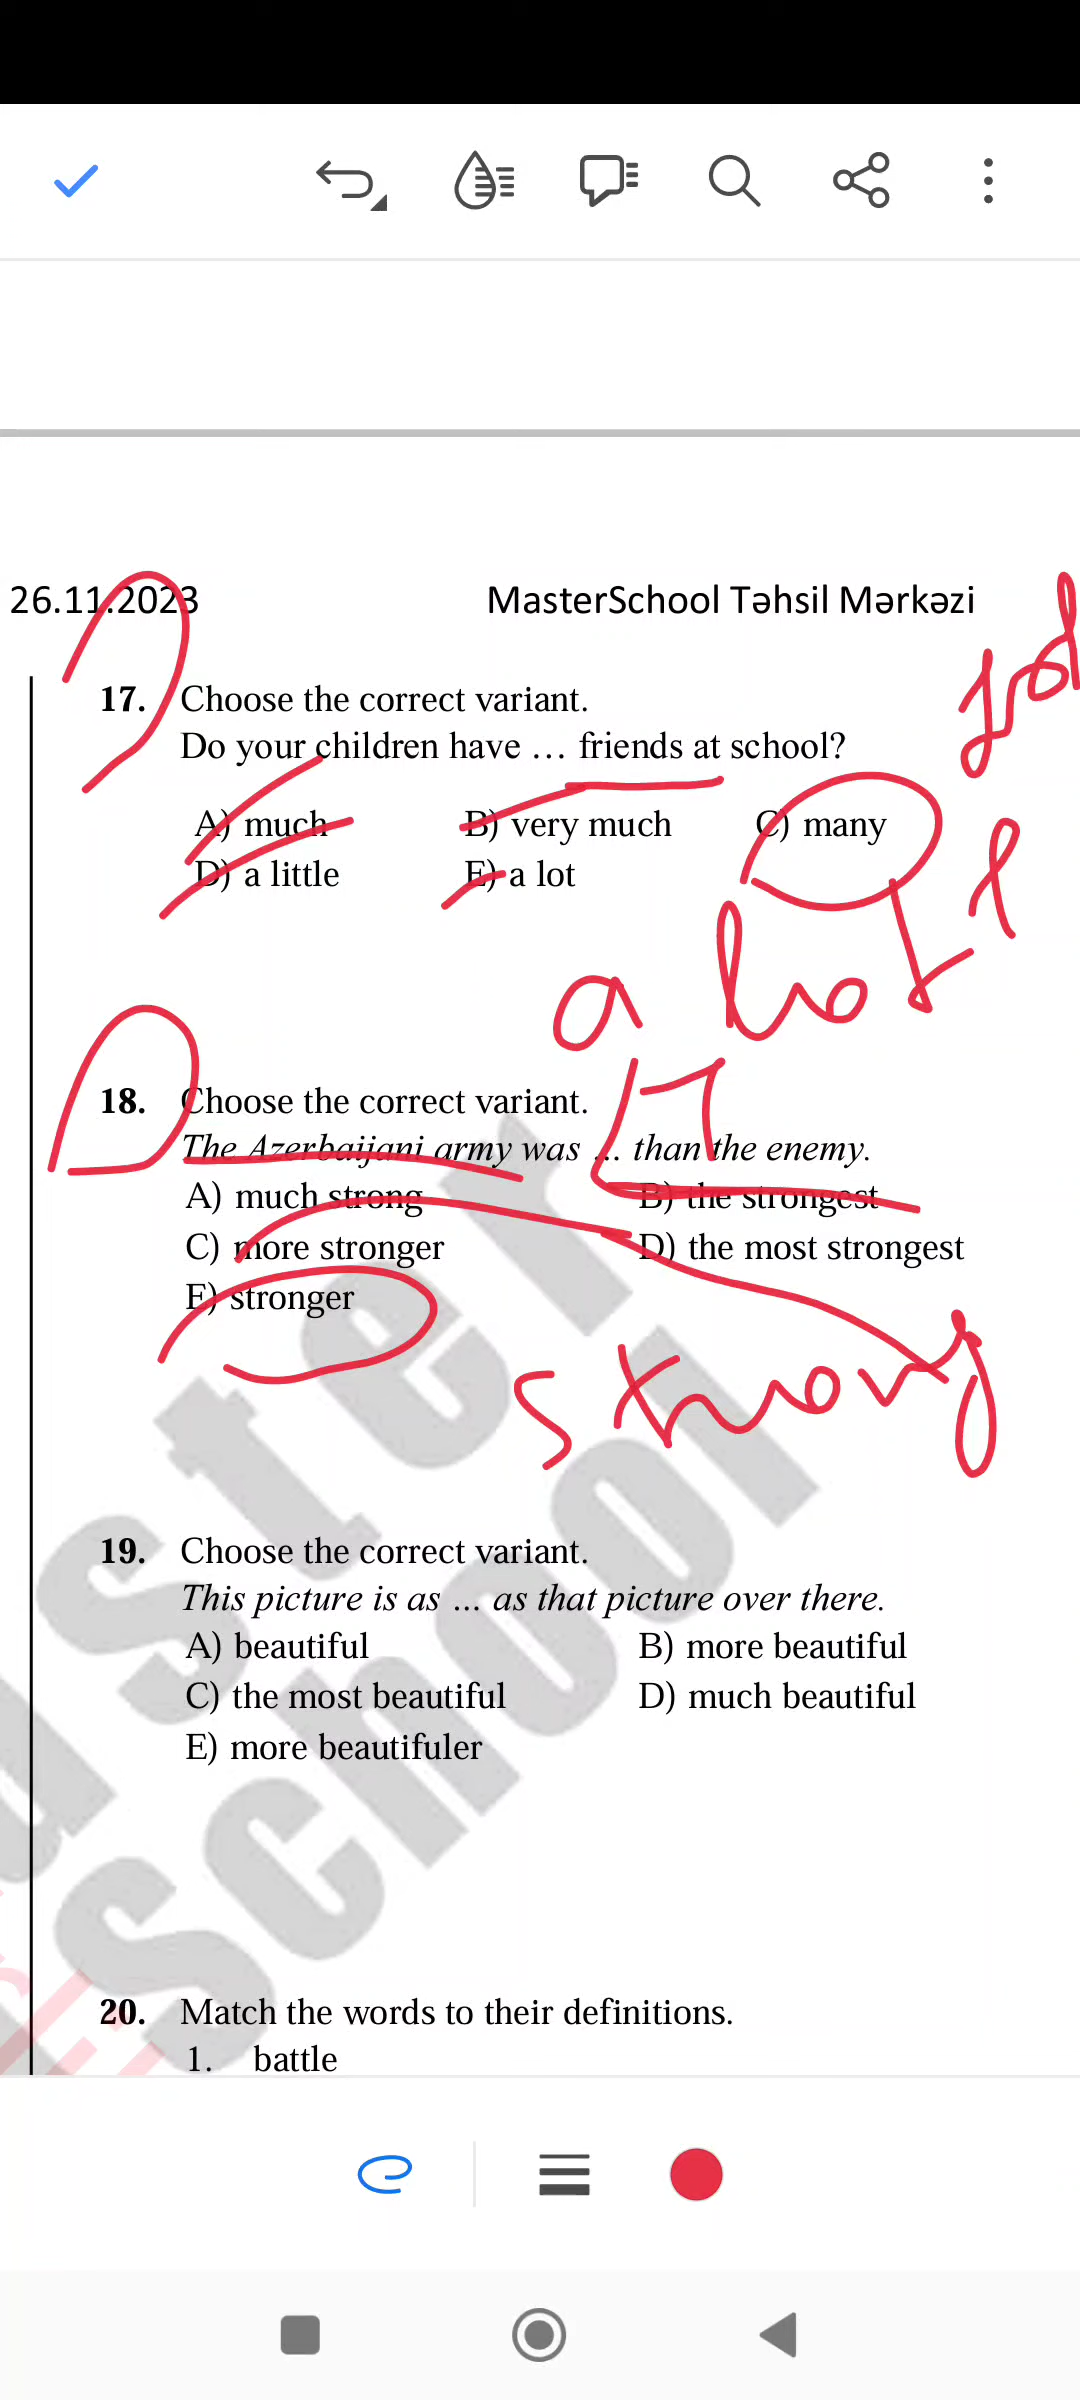 26.11.2023 MasterSchool Təhsil Mərkəzi
17. Choose the correct variant.
Do your children have … friends at school?
A) much B) very much C) many
D) a little E) a lot
a lot
18. Choose the correct variant.
The Azerbaijani army was … than the enemy.
A) much strong B) the strongest
C) more stronger D) the most strongest
E) stronger
strong
19. Choose the correct variant.
This picture is as … as that picture over there.
A) beautiful B) more beautiful
C) the most beautiful D) much beautiful
E) more beautifuler
20. Match the words to their definitions.
1. battle